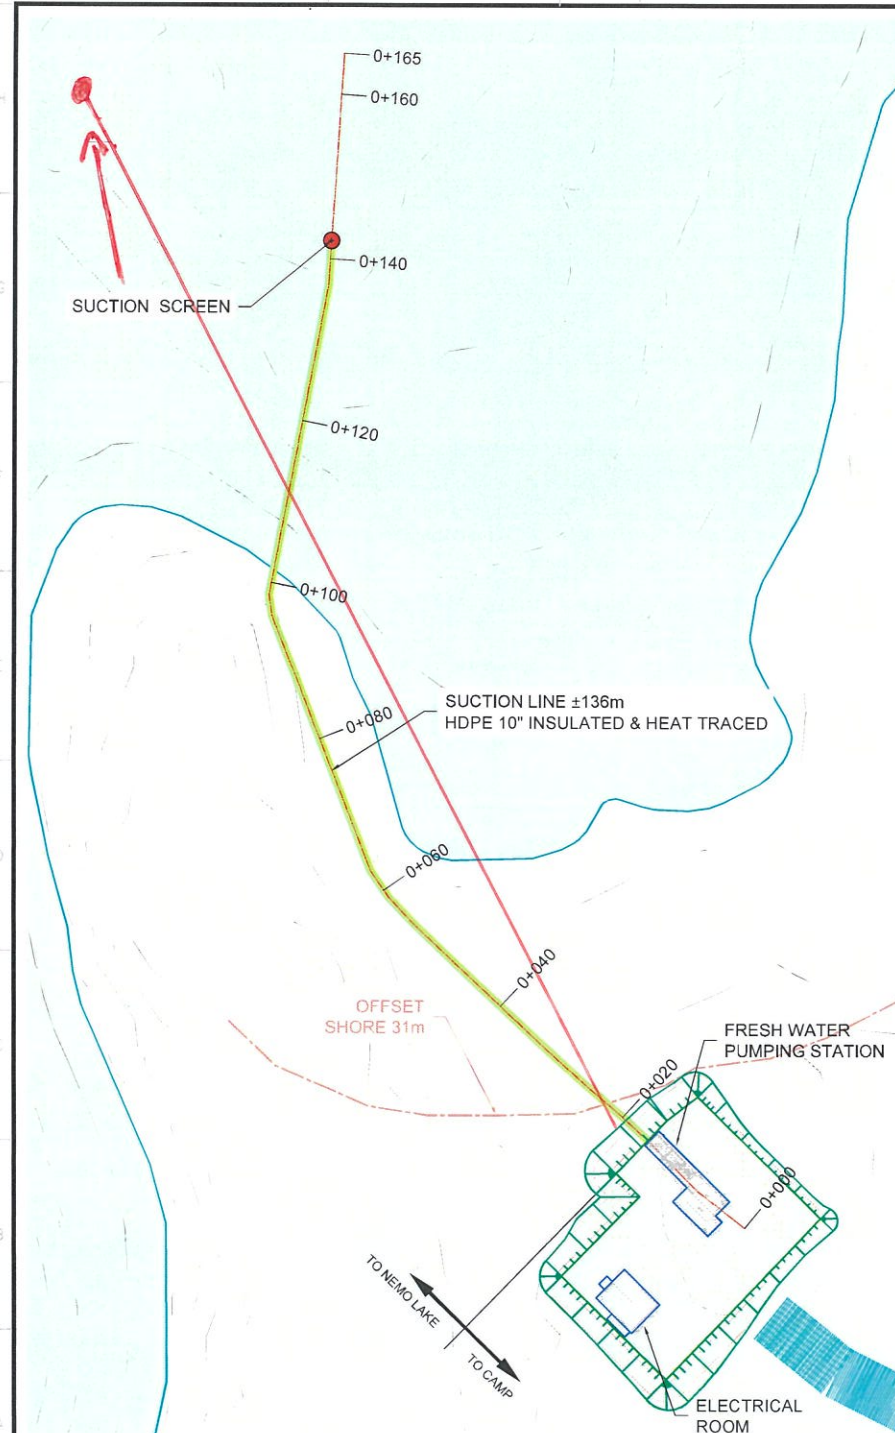 0+165
0+160
0+140
SUCTION SCREEN
0+120
0+100
SUCTION LINE ±136m
HDPE 10" INSULATED & HEAT TRACED
0+080
0+060
0+040
OFFSET
SHORE 31m
FRESH WATER
PUMPING STATION
0+020
0+000
TO NEMO LAKE
TO CAMP
ELECTRICAL
ROOM